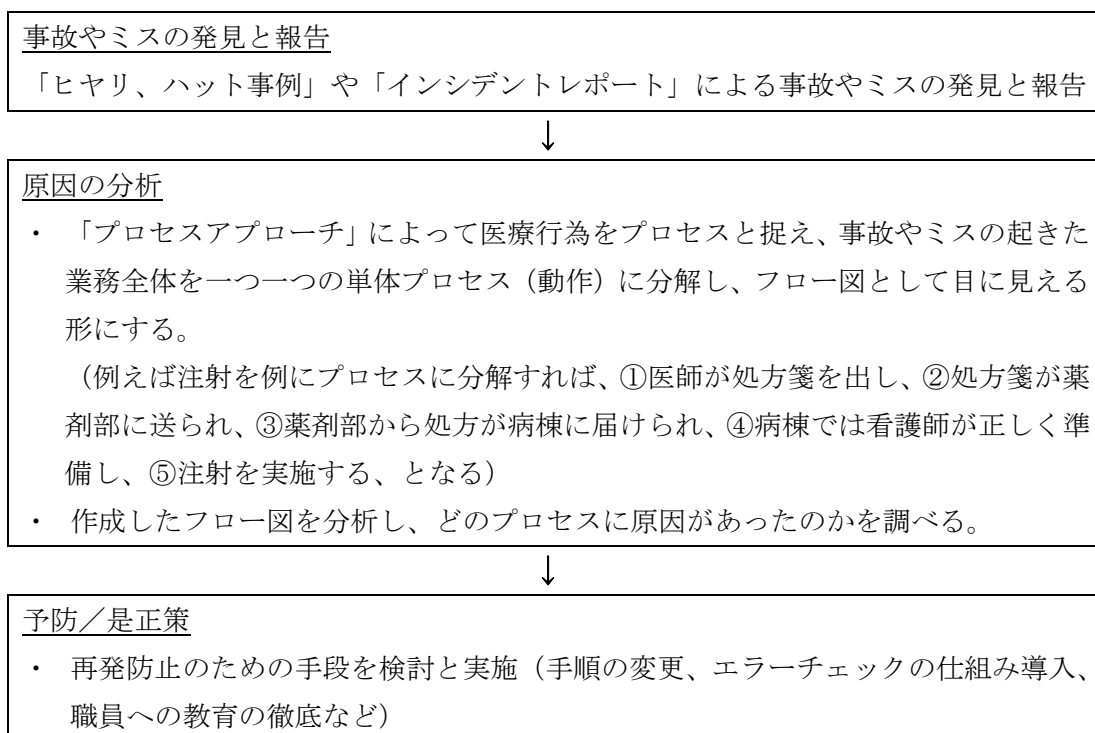 事故やミスの発見と報告
「ヒヤリ、ハット事例」や「インシデントレポート」による事故やミスの発見と報告
↓
原因の分析
・ 「プロセスアプローチ」によって医療行為をプロセスと捉え、事故やミスの起きた
業務全体を一つ一つの単体プロセス（動作）に分解し、フロー図として目に見える
形にする。
（例えば注射を例にプロセスに分解すれば、①医師が処方箋を出し、②処方箋が薬
剤部に送られ、③薬剤部から処方が病棟に届けられ、④病棟では看護師が正しく準
備し、⑤注射を実施する、となる）
・ 作成したフロー図を分析し、どのプロセスに原因があったのかを調べる。
↓
予防／是正策
・ 再発防止のための手段を検討と実施（手順の変更、エラーチェックの仕組み導入、
職員への教育の徹底など）